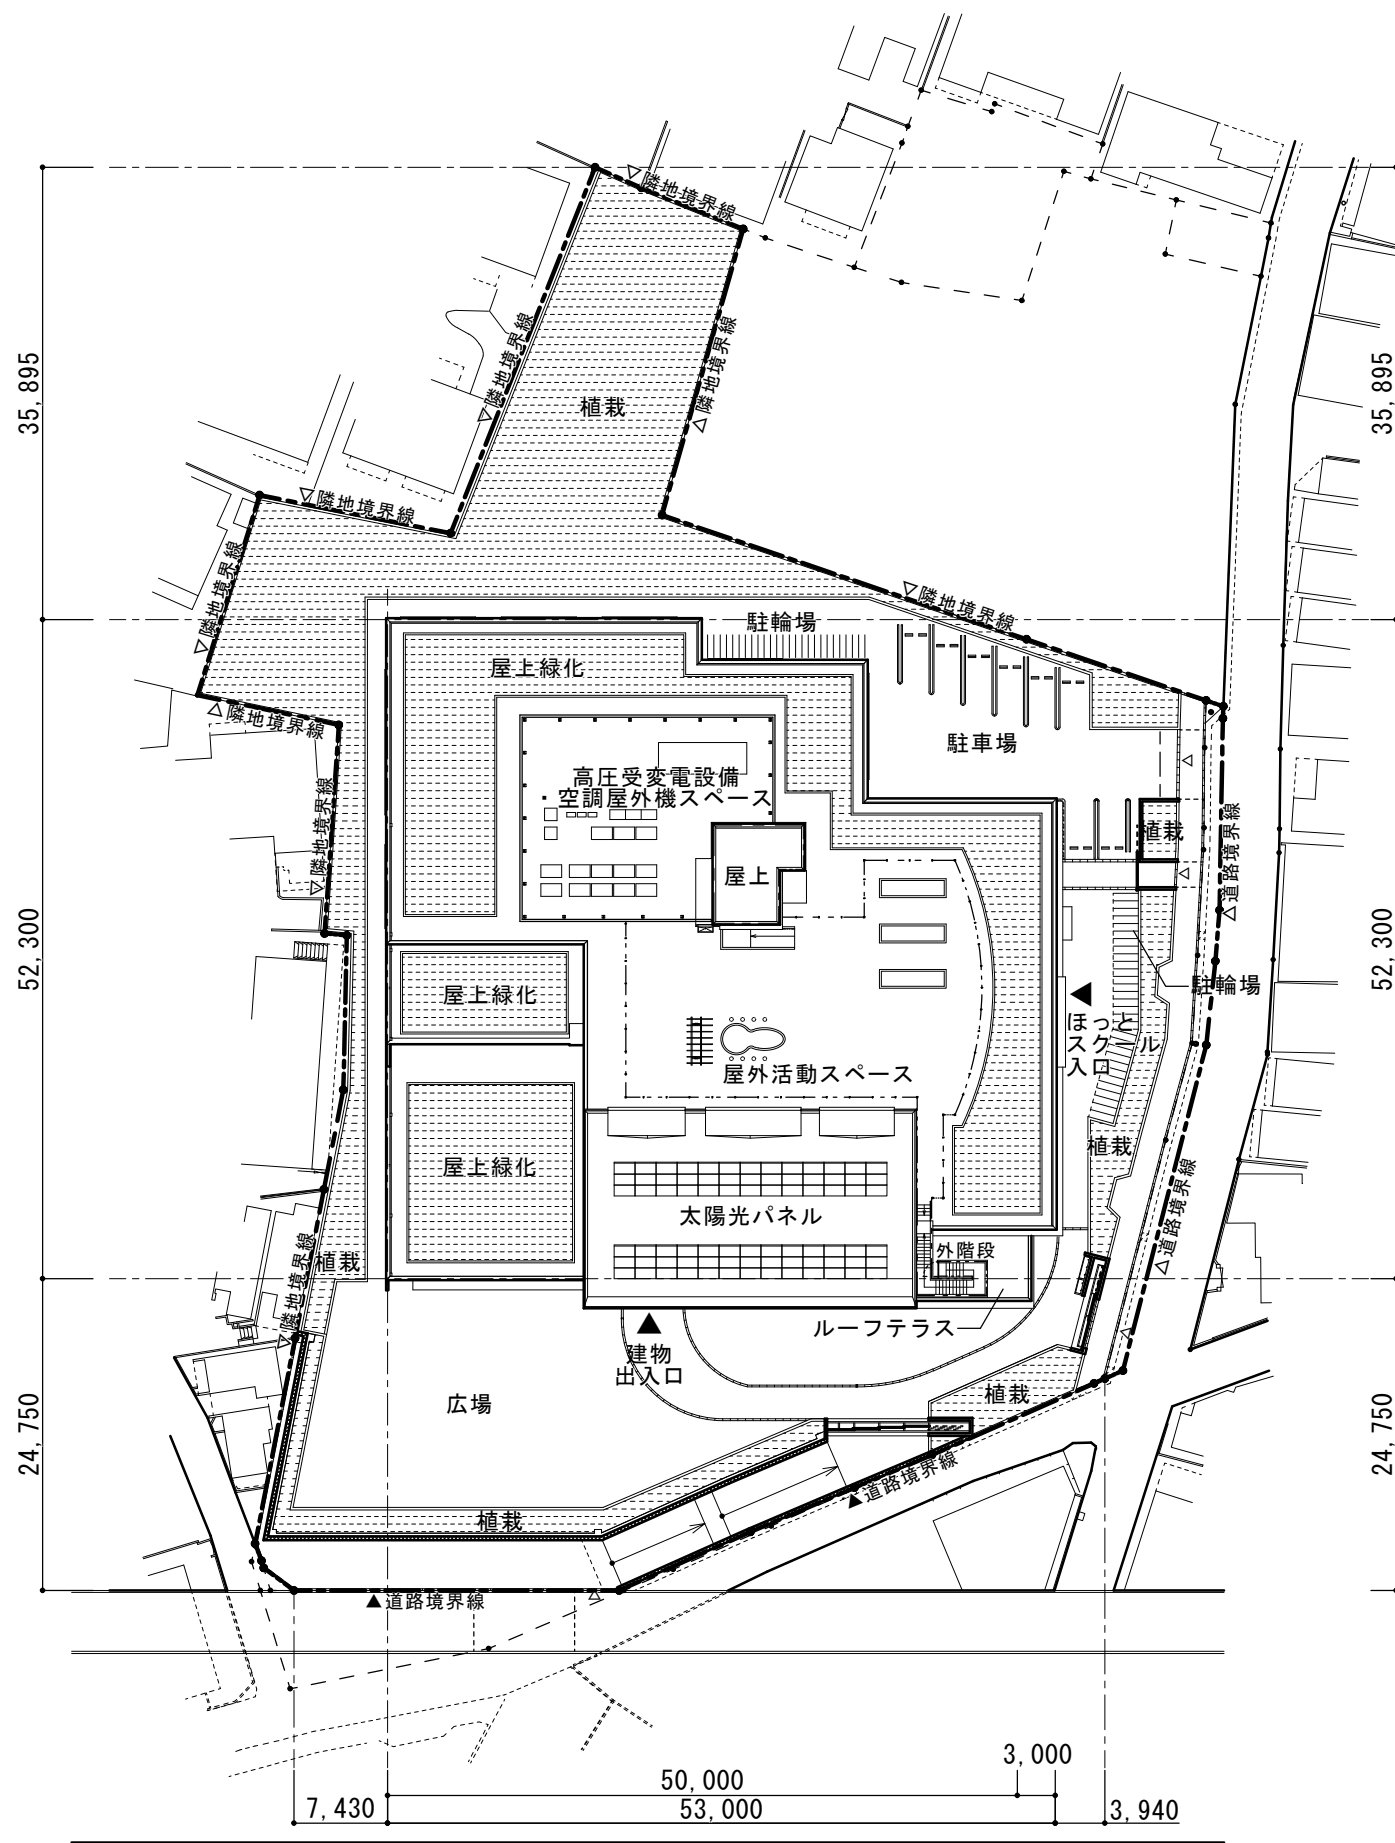 ▽隣地境界線
▽隣地境界線
△隣地境界線
35,895
35,895
植栽
▽隣地境界線
▽隣地境界線
▽隣地境界線
駐輪場
屋上緑化
△隣地境界線
駐車場
高圧受変電設備
空調屋外機スペース
▽隣地境界線
植栽
△道路境界線
屋上
52,300
52,300
屋上緑化
駐輪場
ほっと
スクール
入口
屋外活動スペース
植栽
屋上緑化
太陽光パネル
△道路境界線
外階段
植栽
▽隣地境界線
ルーフテラス
建物
出入口
植栽
広場
24,750
24,750
▲道路境界線
植栽
▲道路境界線
3,000
50,000
7,430
53,000
3,940